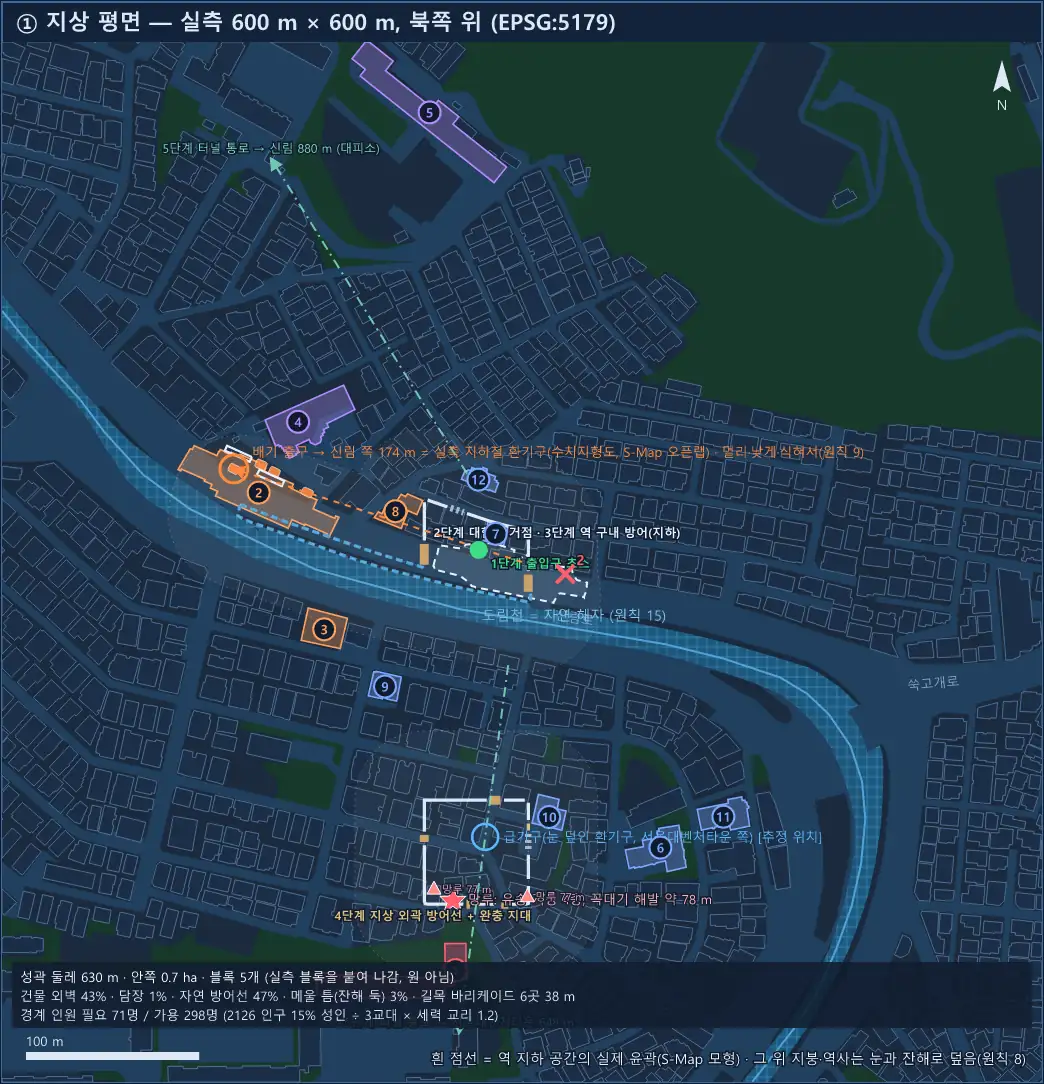 ① 지상 평면 — 실측 600 m × 600 m, 북쪽 위 (EPSG:5179)
N
5
5단계 터널 통로 → 신림 880 m (대피소)
4
배기 출구 → 신림 쪽 174 m = 실측 지하철 환기구(수치지형도, S-Map 오픈랩) · 멀리·낮게·식혀서(원칙 9)
12
2
8
7
2단계 대 거점 · 3단계 역 구내 방어(지하)
1단계 출입구 초소
2
도림천 = 자연 해자 (원칙 15)
3
쑥고개로
9
10
11
급기구(눈 덮인 환기구, 서울대벤처타운 쪽) [추정 위치]
6
망루 77 m
망루: 꼭대기 해발 약 78 m
4단계 지상 외곽 방어선 + 완충 지대
성곽 둘레 630 m · 안쪽 0.7 ha · 블록 5개 (실측 블록을 붙여 나감, 원 아님)
건물 외벽 43% · 담장 1% · 자연 방어선 47% · 메울 틈(잔해 둑) 3% · 길목 바리케이드 6곳 38 m
경계 인원 필요 71명 / 가용 298명 (2126 인구 15% 성인 ÷ 3교대 × 세력 교리 1.2)
100 m
흰 점선 = 역 지하 공간의 실제 윤곽(S-Map 모형) · 그 위 지붕·역사는 눈과 잔해로 덮음(원칙 8)